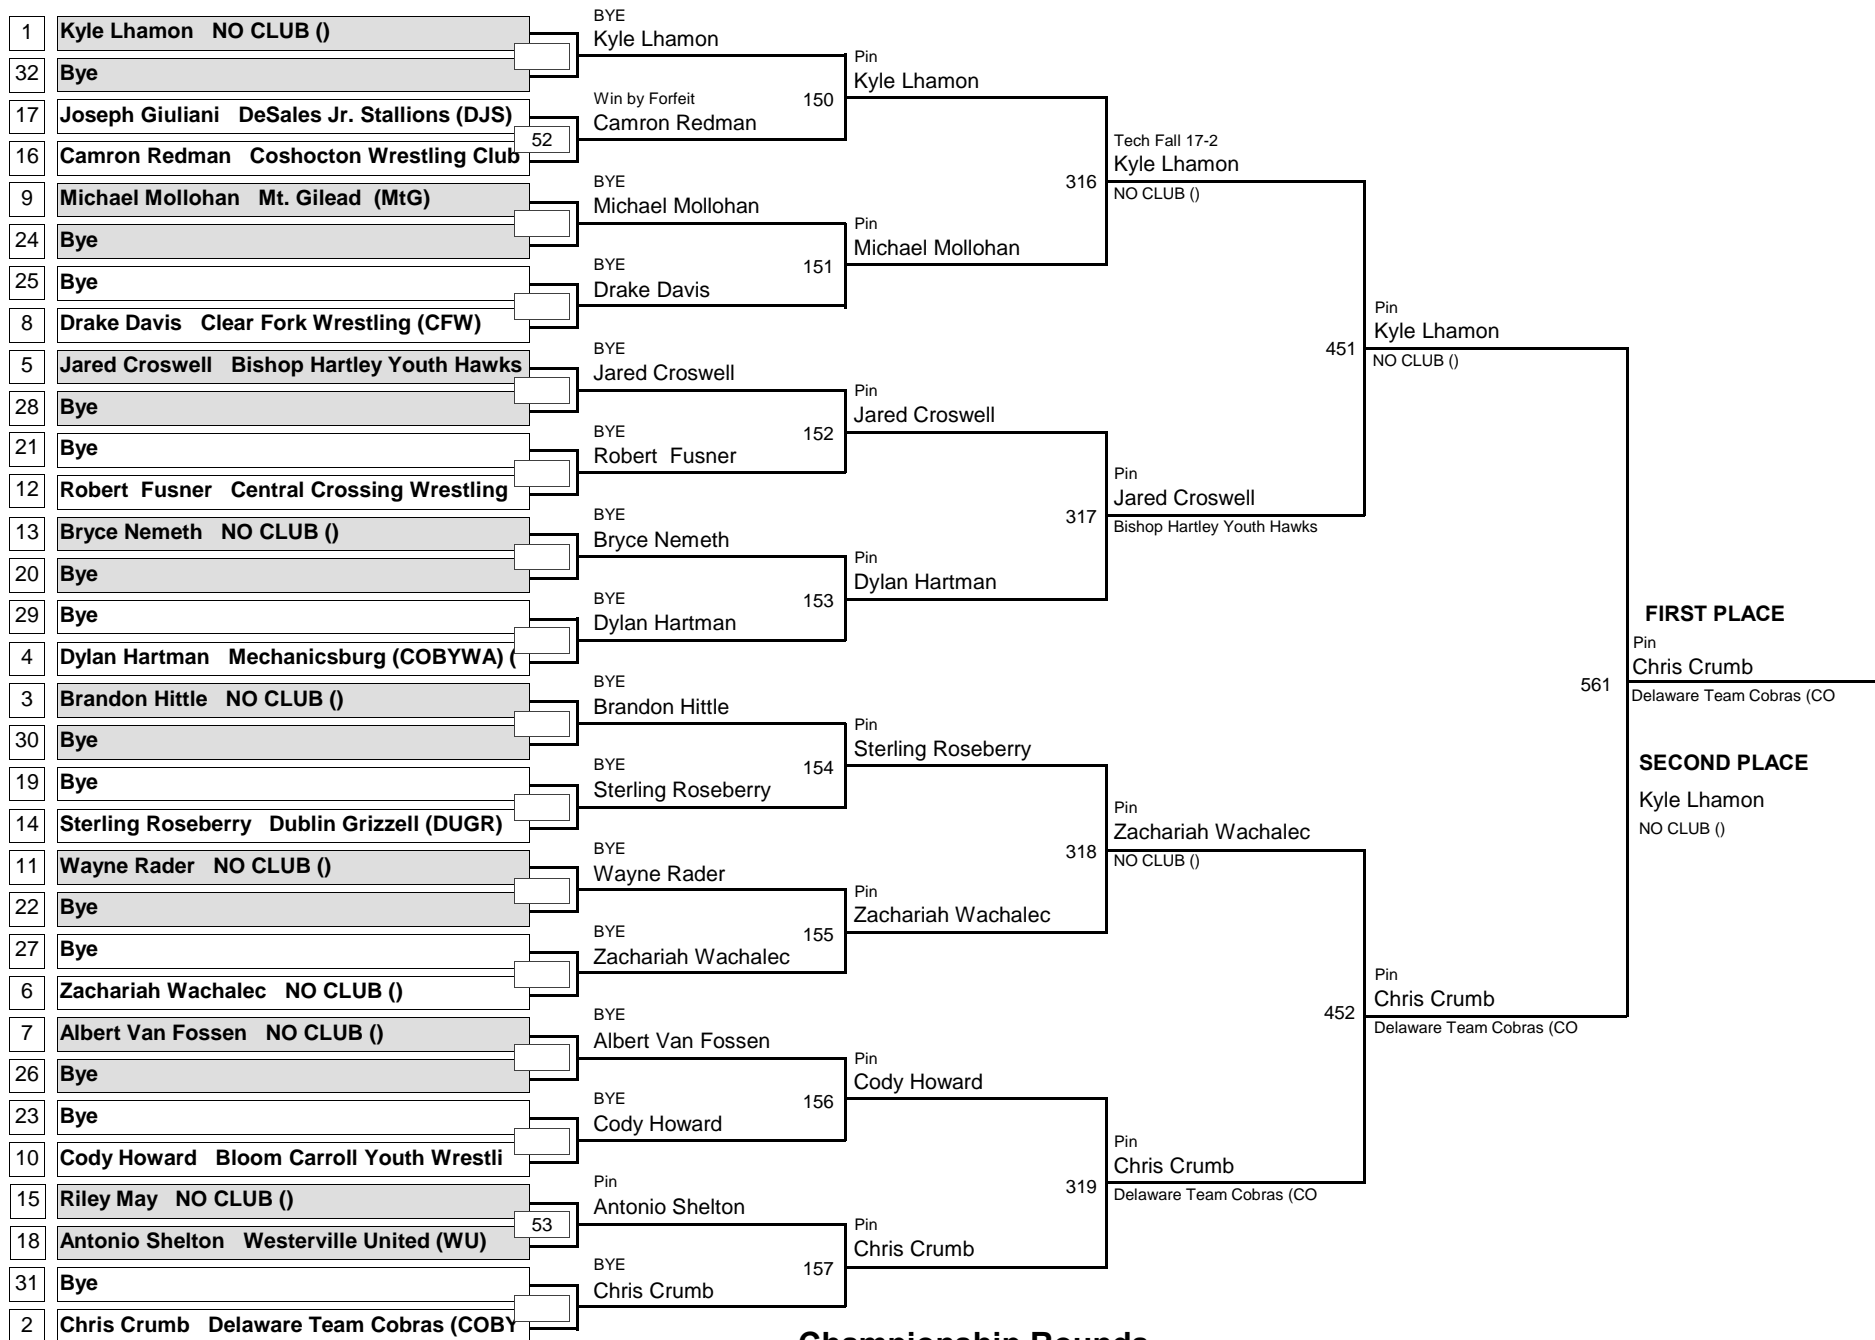 1 Kyle Lhamon NO CLUB ()
32 Bye
17 Joseph Giuliani DeSales Jr. Stallions (DJS)
16 Camron Redman Coshocton Wrestling Club
52
9 Michael Mollohan Mt. Gilead (MtG)
24 Bye
25 Bye
8 Drake Davis Clear Fork Wrestling (CFW)
5 Jared Croswell Bishop Hartley Youth Hawks
28 Bye
21 Bye
12 Robert Fusner Central Crossing Wrestling
13 Bryce Nemeth NO CLUB ()
20 Bye
29 Bye
4 Dylan Hartman Mechanicsburg (COBYWA) (
3 Brandon Hittle NO CLUB ()
30 Bye
19 Bye
14 Sterling Roseberry Dublin Grizzell (DUGR)
11 Wayne Rader NO CLUB ()
22 Bye
27 Bye
6 Zachariah Wachalec NO CLUB ()
7 Albert Van Fossen NO CLUB ()
26 Bye
23 Bye
10 Cody Howard Bloom Carroll Youth Wrestli
15 Riley May NO CLUB ()
18 Antonio Shelton Westerville United (WU)
53
31 Bye
2 Chris Crumb Delaware Team Cobras (COBY
BYE
Kyle Lhamon
Win by Forfeit
Camron Redman
150
BYE
Michael Mollohan
BYE
Drake Davis
151
BYE
Jared Croswell
BYE
Robert Fusner
152
BYE
Bryce Nemeth
BYE
Dylan Hartman
153
BYE
Brandon Hittle
BYE
Sterling Roseberry
154
BYE
Wayne Rader
BYE
Zachariah Wachalec
155
BYE
Albert Van Fossen
BYE
Cody Howard
156
Pin
Antonio Shelton
BYE
Chris Crumb
157
Pin
Kyle Lhamon
Pin
Michael Mollohan
316
Pin
Jared Croswell
Pin
Dylan Hartman
317
Pin
Sterling Roseberry
Pin
Zachariah Wachalec
318
Pin
Cody Howard
Pin
Chris Crumb
319
Tech Fall 17-2
Kyle Lhamon
NO CLUB ()
Pin
Jared Croswell
Bishop Hartley Youth Hawks
451
Pin
Zachariah Wachalec
NO CLUB ()
Pin
Chris Crumb
Delaware Team Cobras (CO
452
Pin
Kyle Lhamon
NO CLUB ()
Pin
Chris Crumb
Delaware Team Cobras (CO
561
FIRST PLACE
Pin
Chris Crumb
Delaware Team Cobras (CO
SECOND PLACE
Kyle Lhamon
NO CLUB ()
Championship Rounds